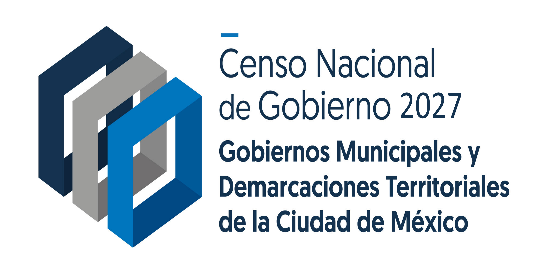 Censo Nacional
de Gobierno 2027
Gobiernos Municipales y
Demarcaciones Territoriales
de la Ciudad de México